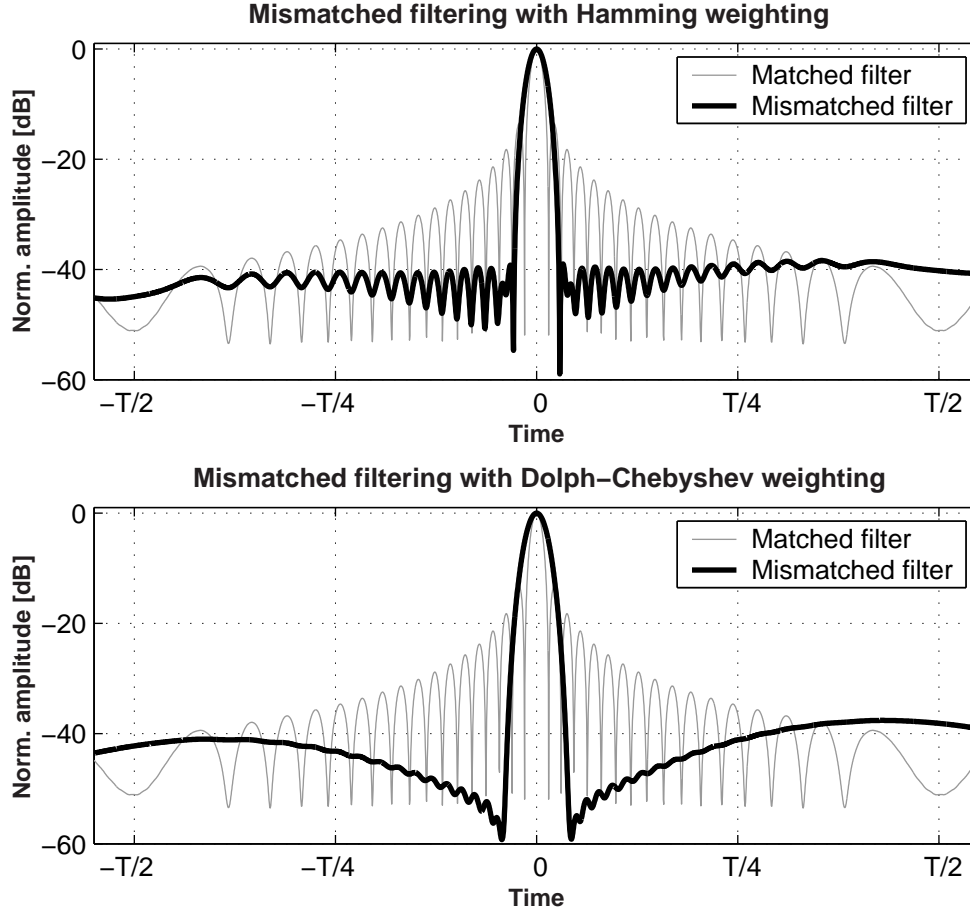 Mismatched filtering with Hamming weighting
Norm. amplitude [dB]
0
−20
−40
−60
Matched filter
Mismatched filter
−T/2
−T/4
0
T/4
T/2
Time
Mismatched filtering with Dolph−Chebyshev weighting
Norm. amplitude [dB]
0
−20
−40
−60
Matched filter
Mismatched filter
−T/2
−T/4
0
T/4
T/2
Time